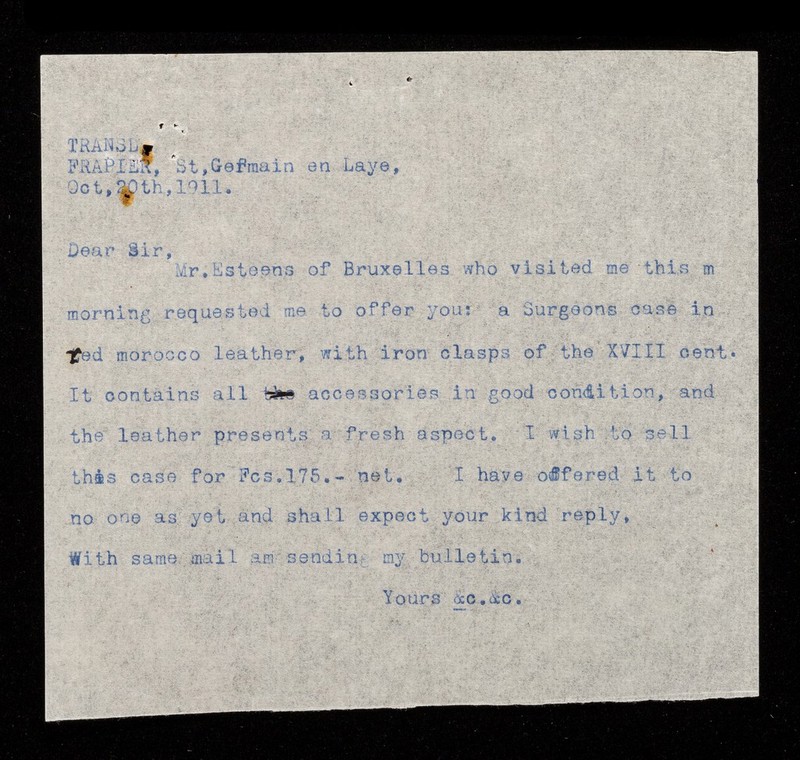 TRANSL.
FRAPIER, St,Germain en Laye,
Oct,20th,1911.
Dear Sir,
Mr.Esteens of Bruxelles who visited me this m
morning requested me to offer you: a Surgeons case in
red morocco leather, with iron clasps of the XVIII cent.
It contains all the accessories in good condition, and
the leather presents a fresh aspect. I wish to sell
this case for Fcs.175.- net. I have offered it to
no one as yet and shall expect your kind reply,
With same mail am sending my bulletin.
Yours &c.&c.